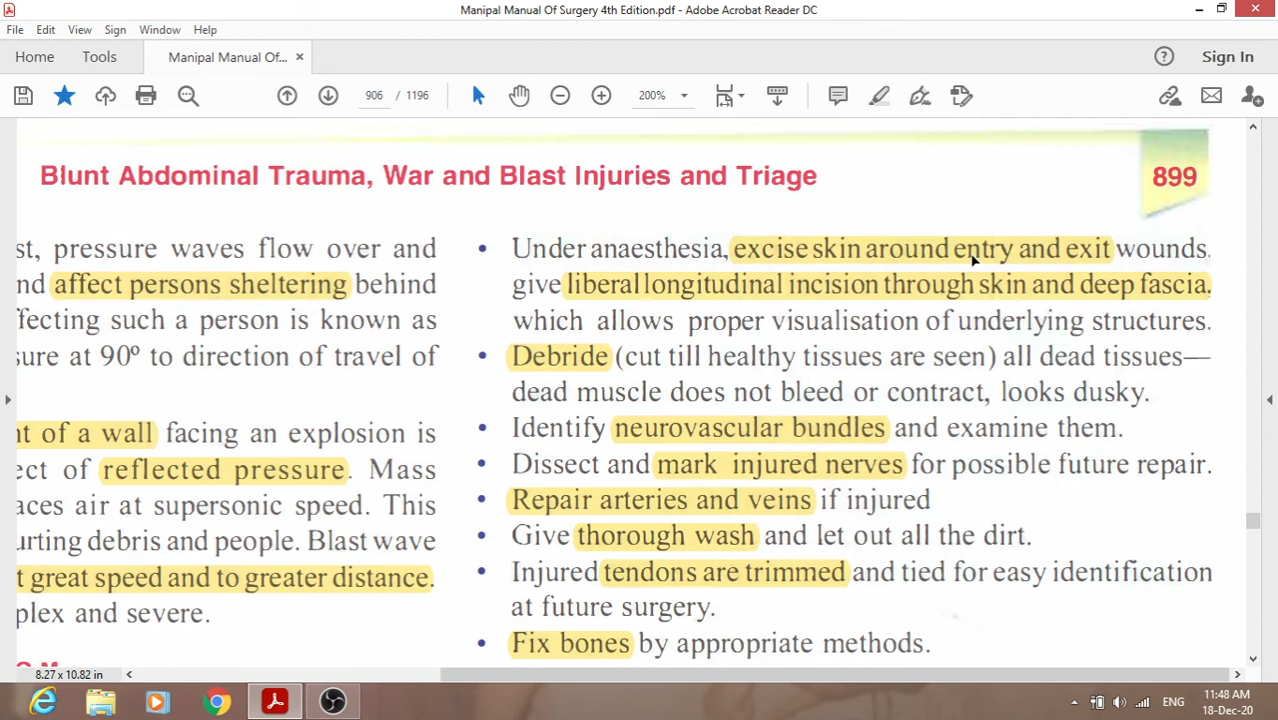 Manipal Manual Of Surgery 4th Edition.pdf - Adobe Acrobat Reader DC
File Edit View Sign Window Help
Home Tools Manipal Manual Of... × Sign In
906 / 1196 200%
Blunt Abdominal Trauma, War and Blast Injuries and Triage 899
st, pressure waves flow over and
nd affect persons sheltering behind
ffecting such a person is known as
sure at 90º to direction of travel of
nt of a wall facing an explosion is
ect of reflected pressure. Mass
aces air at supersonic speed. This
urting debris and people. Blast wave
t great speed and to greater distance.
plex and severe.
• Under anaesthesia, excise skin around entry and exit wounds,
give liberal longitudinal incision through skin and deep fascia,
which allows proper visualisation of underlying structures.
• Debride (cut till healthy tissues are seen) all dead tissues—
dead muscle does not bleed or contract, looks dusky.
• Identify neurovascular bundles and examine them.
• Dissect and mark injured nerves for possible future repair.
• Repair arteries and veins if injured
• Give thorough wash and let out all the dirt.
• Injured tendons are trimmed and tied for easy identification
at future surgery.
• Fix bones by appropriate methods.
8.27 x 10.82 in
ENG
11:48 AM
18-Dec-20